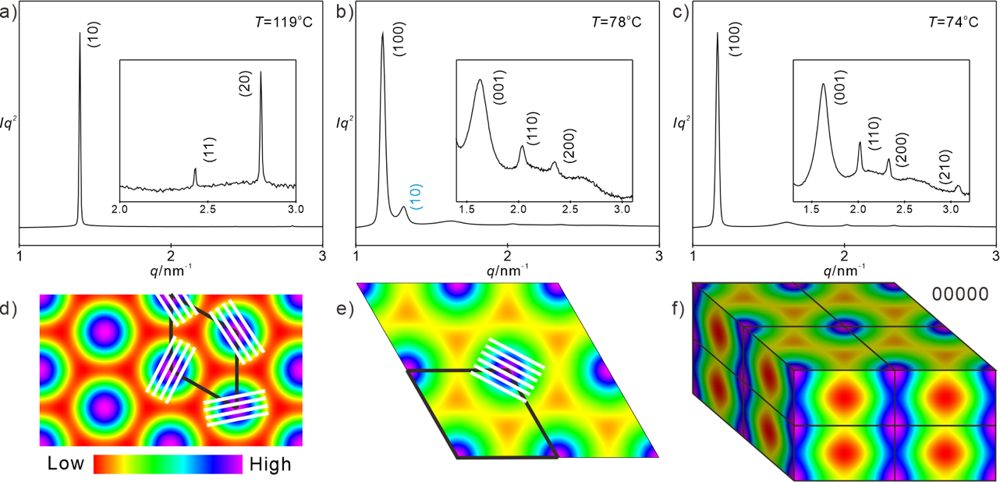 a)
T=119°C
(10)
(20)
(11)
2.0 2.5 3.0
Iq²
1 2 3
q/nm⁻¹
b)
T=78°C
(100)
(001)
(110)
(200)
(10)
1.5 2.0 2.5 3.0
Iq²
1 2 3
q/nm⁻¹
c)
T=74°C
(100)
(001)
(110)
(200)
(210)
1.5 2.0 2.5 3.0
Iq²
1 2 3
q/nm⁻¹
d)
Low High
e)
f)
00000